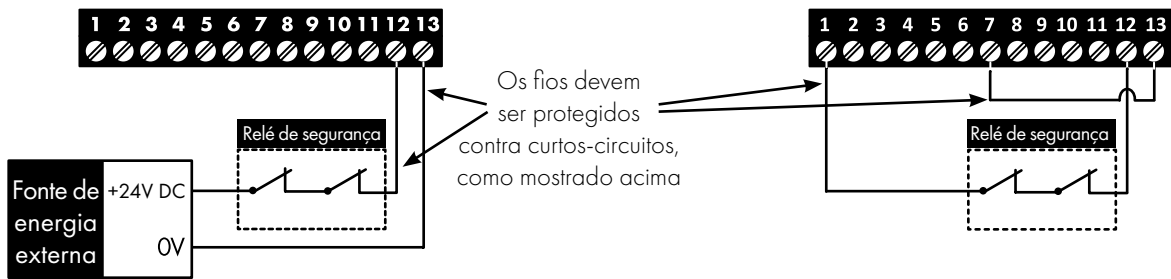 1 2 3 4 5 6 7 8 9 10 11 12 13
1 2 3 4 5 6 7 8 9 10 11 12 13
Os fios devem
ser protegidos
contra curtos-circuitos,
como mostrado acima
Relé de segurança
Relé de segurança
Fonte de
energia
externa
+24V DC
0V